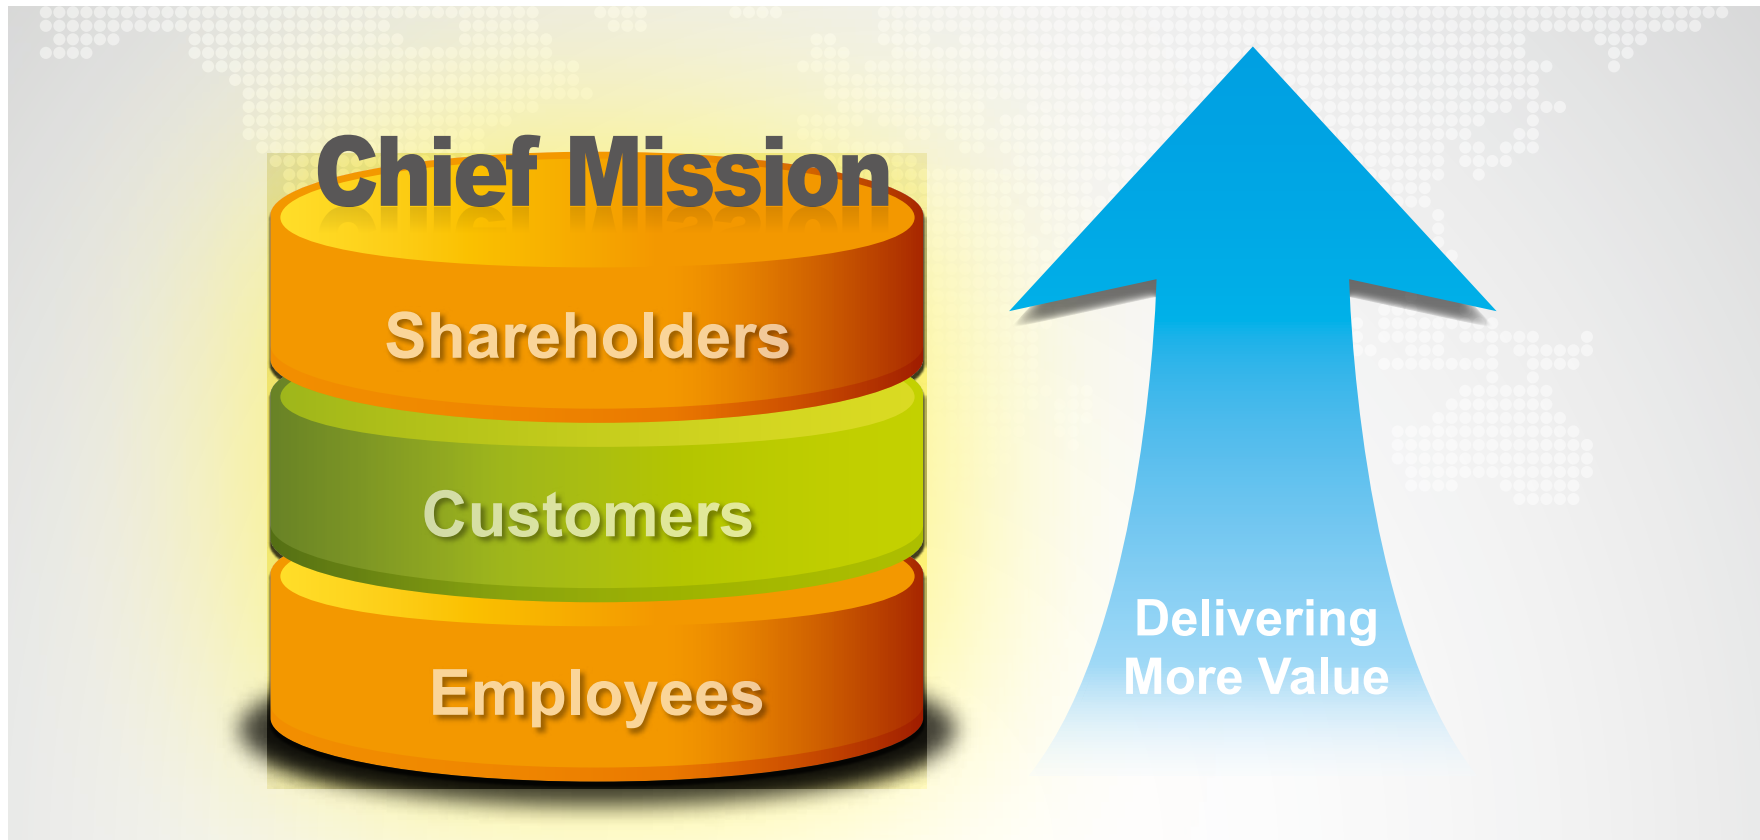 Chief Mission
Shareholders
Customers
Employees
Delivering
More Value